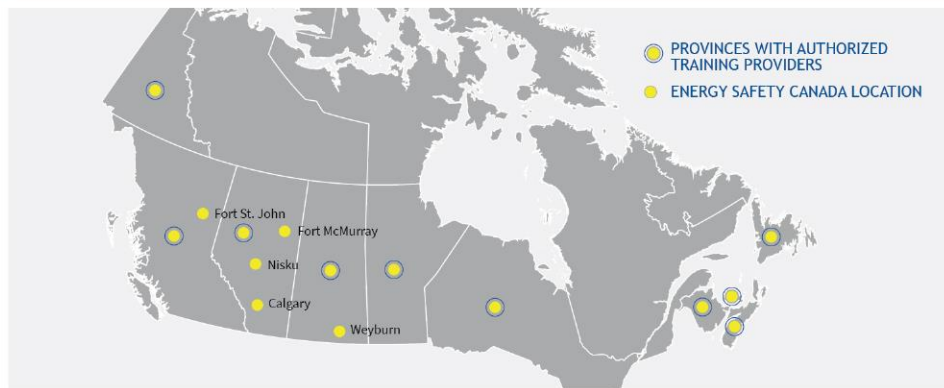 PROVINCES WITH AUTHORIZED
TRAINING PROVIDERS
ENERGY SAFETY CANADA LOCATION
Fort St. John
Fort McMurray
Nisku
Calgary
Weyburn